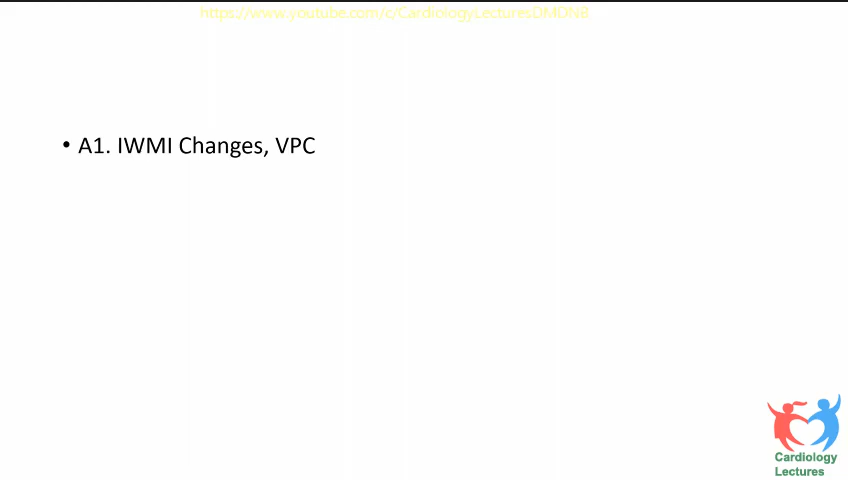 https://www.youtube.com/c/CardiologyLecturesDMDNB
• A1. IWMI Changes, VPC
Cardiology
Lectures